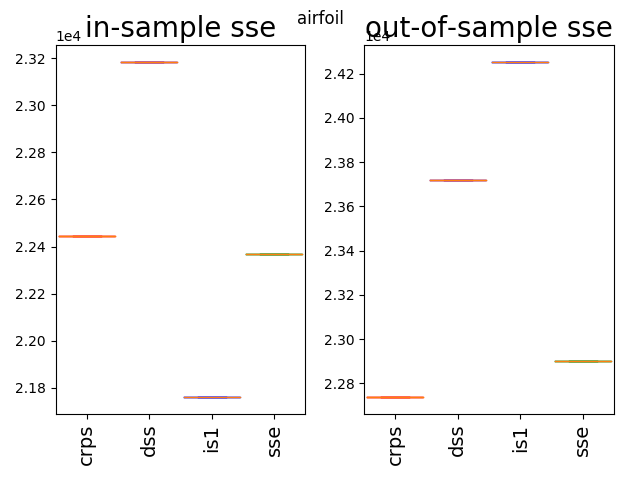 airfoil
in-sample sse
1e4
2.32
2.30
2.28
2.26
2.24
2.22
2.20
2.18
crps
dss
is1
sse
out-of-sample sse
1e4
2.42
2.40
2.38
2.36
2.34
2.32
2.30
2.28
crps
dss
is1
sse